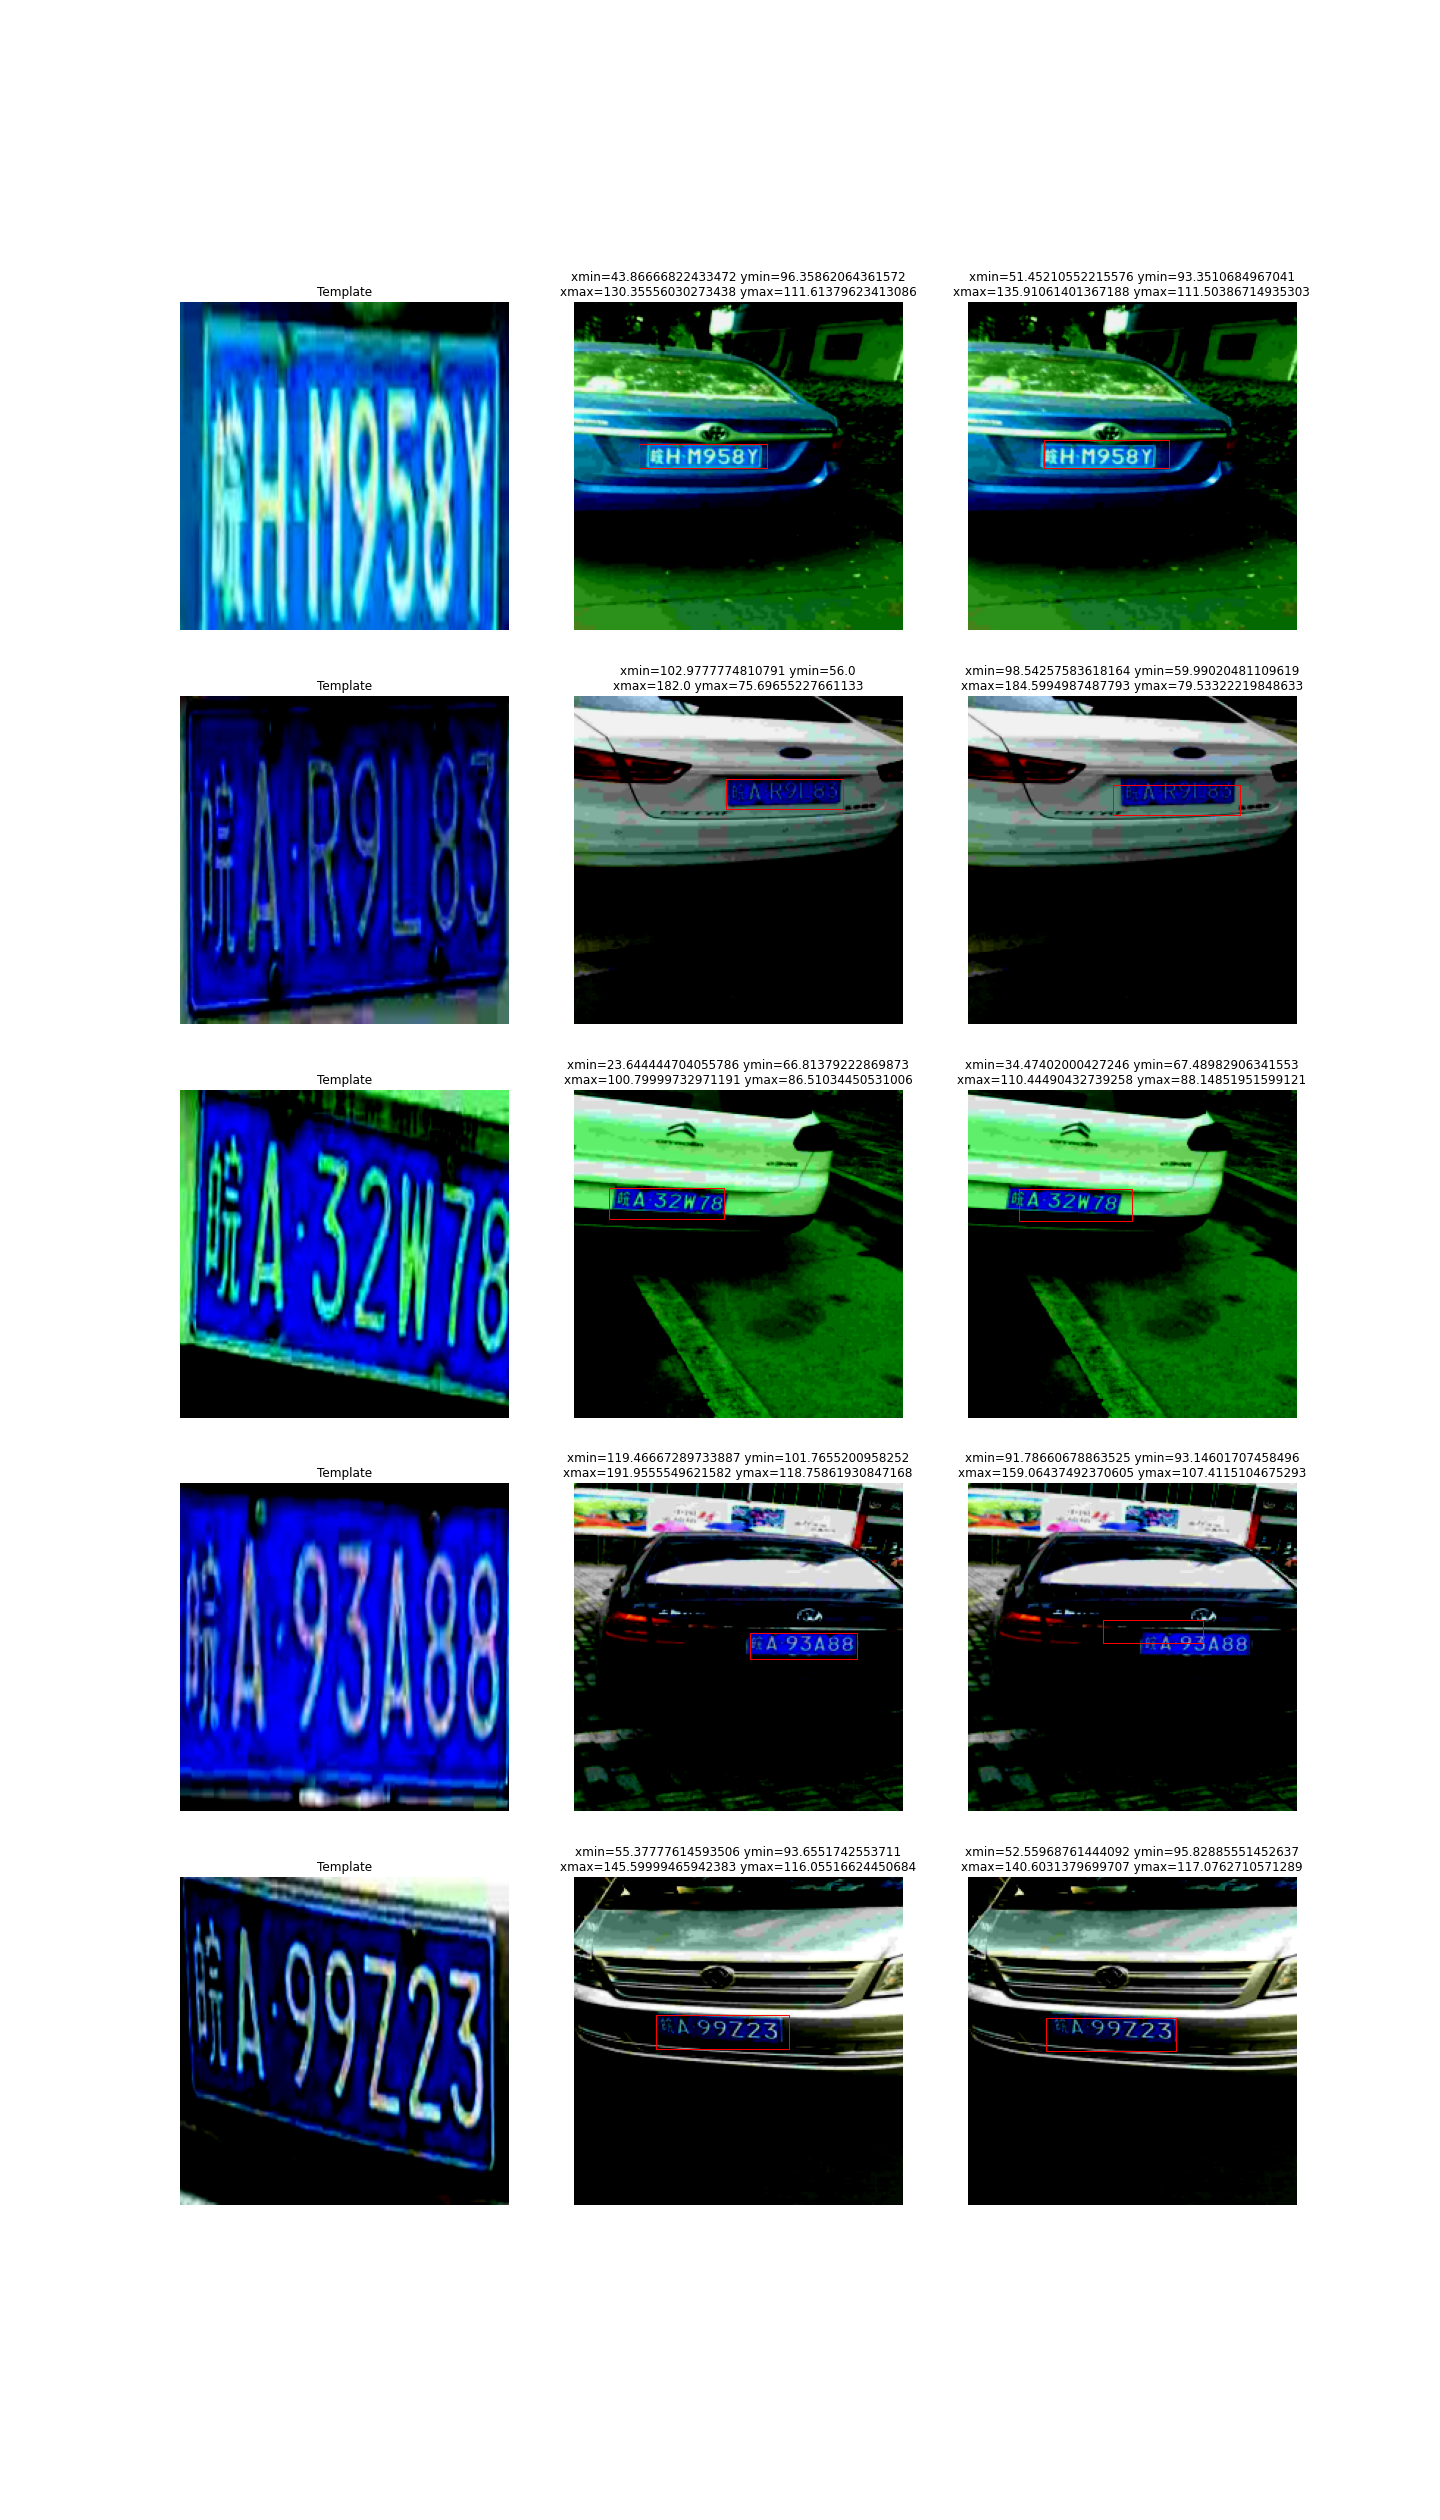 xmin=43.86666822433472 ymin=96.35862064361572
xmax=130.35556030273438 ymax=111.61379623413086
xmin=51.45210552215576 ymin=93.3510684967041
xmax=135.91061401367188 ymax=111.50386714935303
Template
皖H·M958Y
皖H·M958Y
皖H·M958Y
xmin=102.9777774810791 ymin=56.0
xmax=182.0 ymax=75.69655227661133
xmin=98.54257583618164 ymin=59.99020481109619
xmax=184.5994987487793 ymax=79.53322219848633
Template
皖A·R9L83
皖A·R9L83
皖A·R9L83
xmin=23.644444704055786 ymin=66.81379222869873
xmax=100.79999732971191 ymax=86.51034450531006
xmin=34.47402000427246 ymin=67.48982906341553
xmax=110.44490432739258 ymax=88.14851951599121
Template
皖A·32W78
CITROËN
皖A·32W78
CITROËN
皖A·32W78
xmin=119.46667289733887 ymin=101.7655200958252
xmax=191.9555549621582 ymax=118.75861930847168
xmin=91.78660678863525 ymin=93.14601707458496
xmax=159.06437492370605 ymax=107.4115104675293
Template
皖A·93A88
皖A·93A88
皖A·93A88
xmin=55.37777614593506 ymin=93.6551742553711
xmax=145.59999465942383 ymax=116.05516624450684
xmin=52.55968761444092 ymin=95.82885551452637
xmax=140.6031379699707 ymax=117.0762710571289
Template
皖A·99Z23
皖A·99Z23
皖A·99Z23